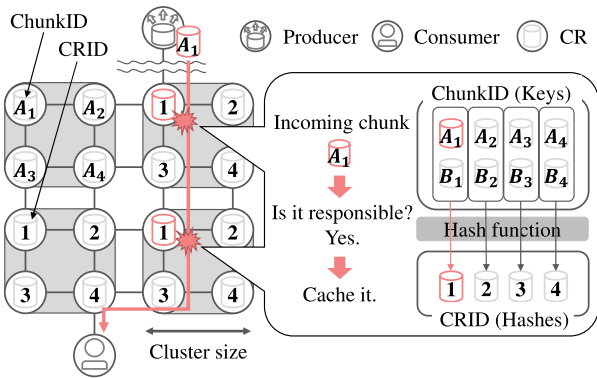 ChunkID
CRID
A1
Producer
Consumer
CR
A1
A2
1
2
A3
A4
3
4
1
2
1
2
3
4
3
4
Cluster size
Incoming chunk
A1
Is it responsible?
Yes.
Cache it.
ChunkID (Keys)
A1 A2 A3 A4
B1 B2 B3 B4
Hash function
1 2 3 4
CRID (Hashes)